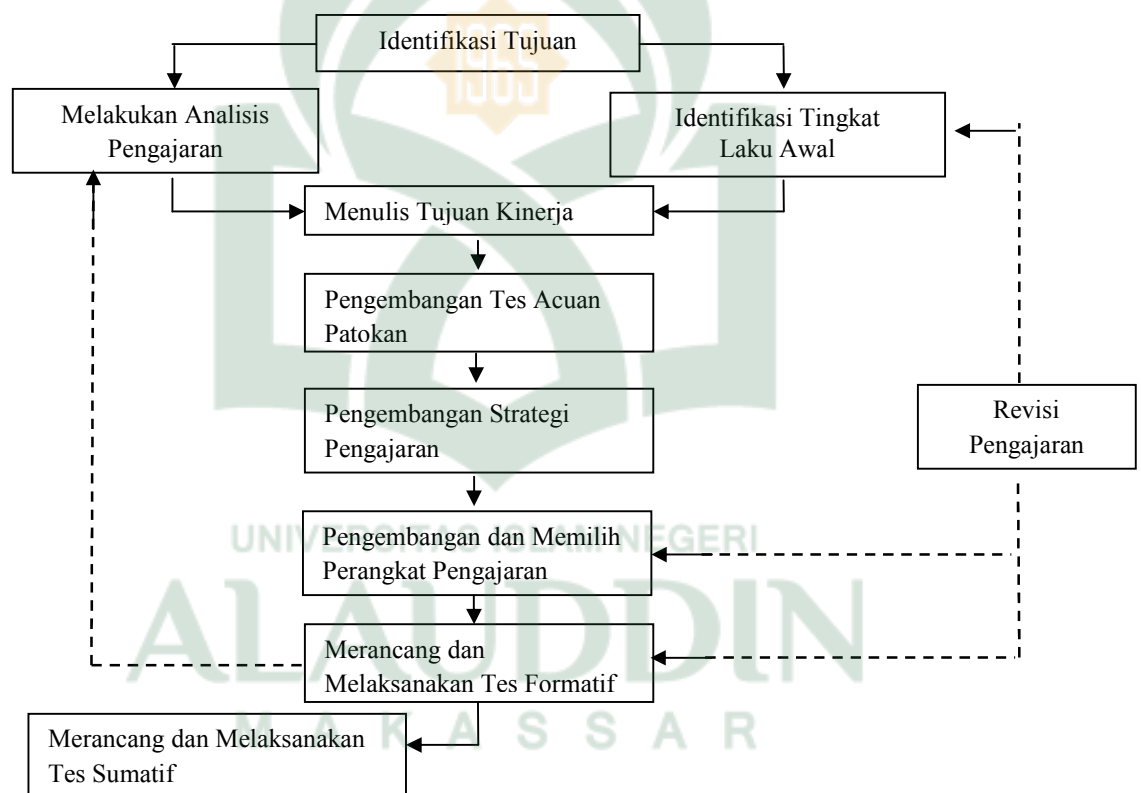 Identifikasi Tujuan
1965
Melakukan Analisis
Pengajaran
Identifikasi Tingkat
Laku Awal
Menulis Tujuan Kinerja
Pengembangan Tes Acuan
Patokan
Pengembangan Strategi
Pengajaran
Revisi
Pengajaran
UNIVERSITAS ISLAM NEGERI
Pengembangan dan Memilih
Perangkat Pengajaran
ALAUDDIN
Merancang dan
Melaksanakan Tes Formatif
MAKASSAR
Merancang dan Melaksanakan
Tes Sumatif